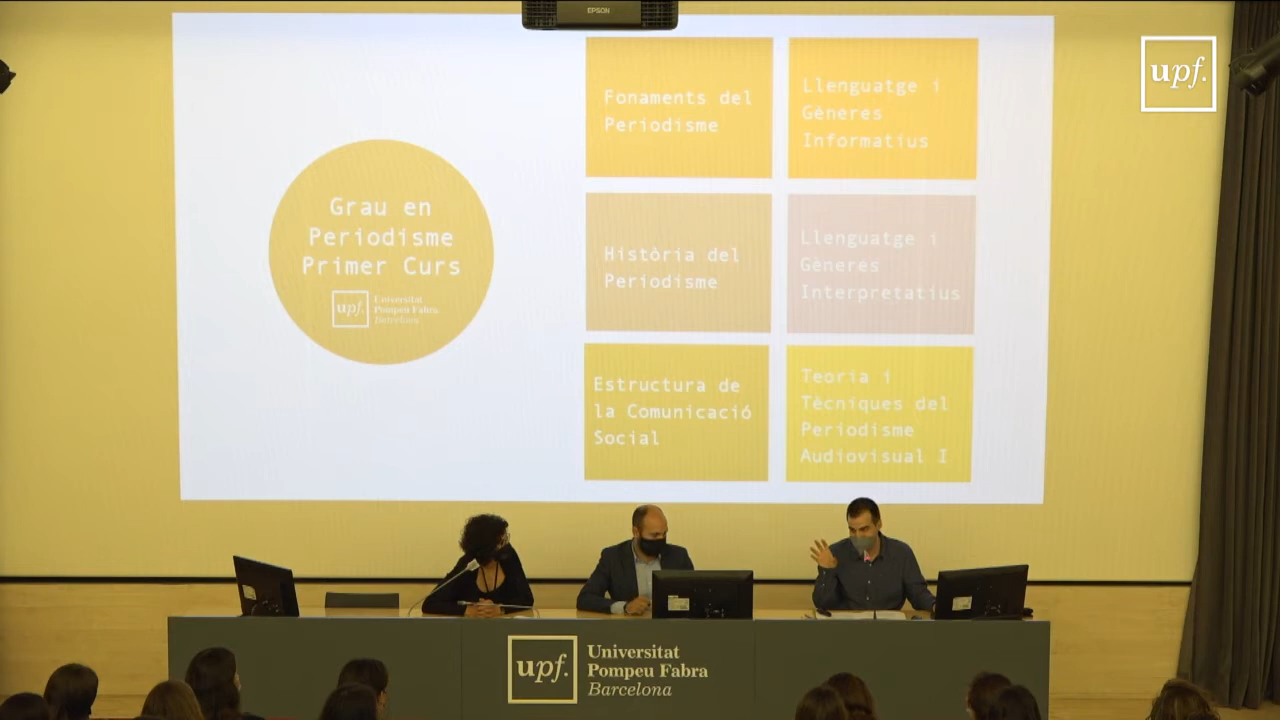 EPSON
upf.
Grau en
Periodisme
Primer Curs
upf.
Universitat
Pompeu Fabra
Barcelona
Fonaments del
Periodisme
Llenguatge i
Gèneres
Informatius
Història del
Periodisme
Llenguatge i
Gèneres
Interpretatius
Estructura de
la Comunicació
Social
Teoria i
Tècniques del
Periodisme
Audiovisual I
upf.
Universitat
Pompeu Fabra
Barcelona